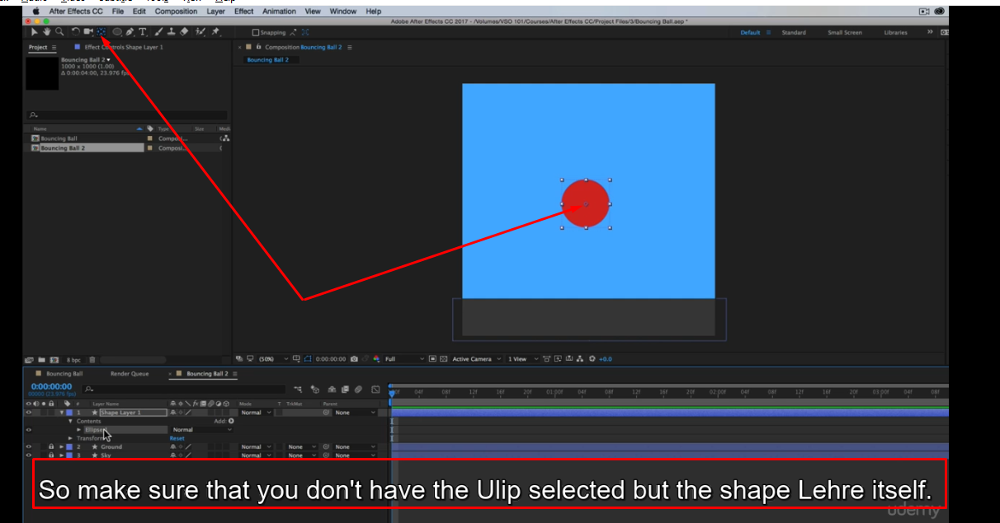 After Effects CC File Edit Composition Layer Effect Animation View Window Help
Adobe After Effects CC 2017 - /Volumes/VSO 101/Courses/After Effects CC/Project Files/3/Bouncing Ball.aep *
Snapping
Default Standard Small Screen Libraries
Project Effect Controls Shape Layer 1
Composition Bouncing Ball 2
Bouncing Ball 2
1000 x 1000 (1.00)
Δ 0:00:04:00, 23.976 fps
Bouncing Ball 2
Name Type Size Medi
Bouncing Ball Composi...
Bouncing Ball 2 Composi...
8 bpc
(50%) 0:00:00:00 Full Active Camera 1 View +0.0
Bouncing Ball Render Queue Bouncing Ball 2
0:00:00:00
00000 (23.976 fps)
# Layer Name Mode T TrkMat Parent
04f 08f 12f 16f 20f 01:00f 04f 08f 12f 16f 20f 02:00f 04f 08f 12f 16f 20f 03:00f 04f 08f
1 Shape Layer 1 Normal None
Contents Add:
Ellipse Normal
Transform Reset
2 Ground Normal None None
3 Sky Normal None None
So make sure that you don't have the Ulip selected but the shape Lehre itself.
udemy